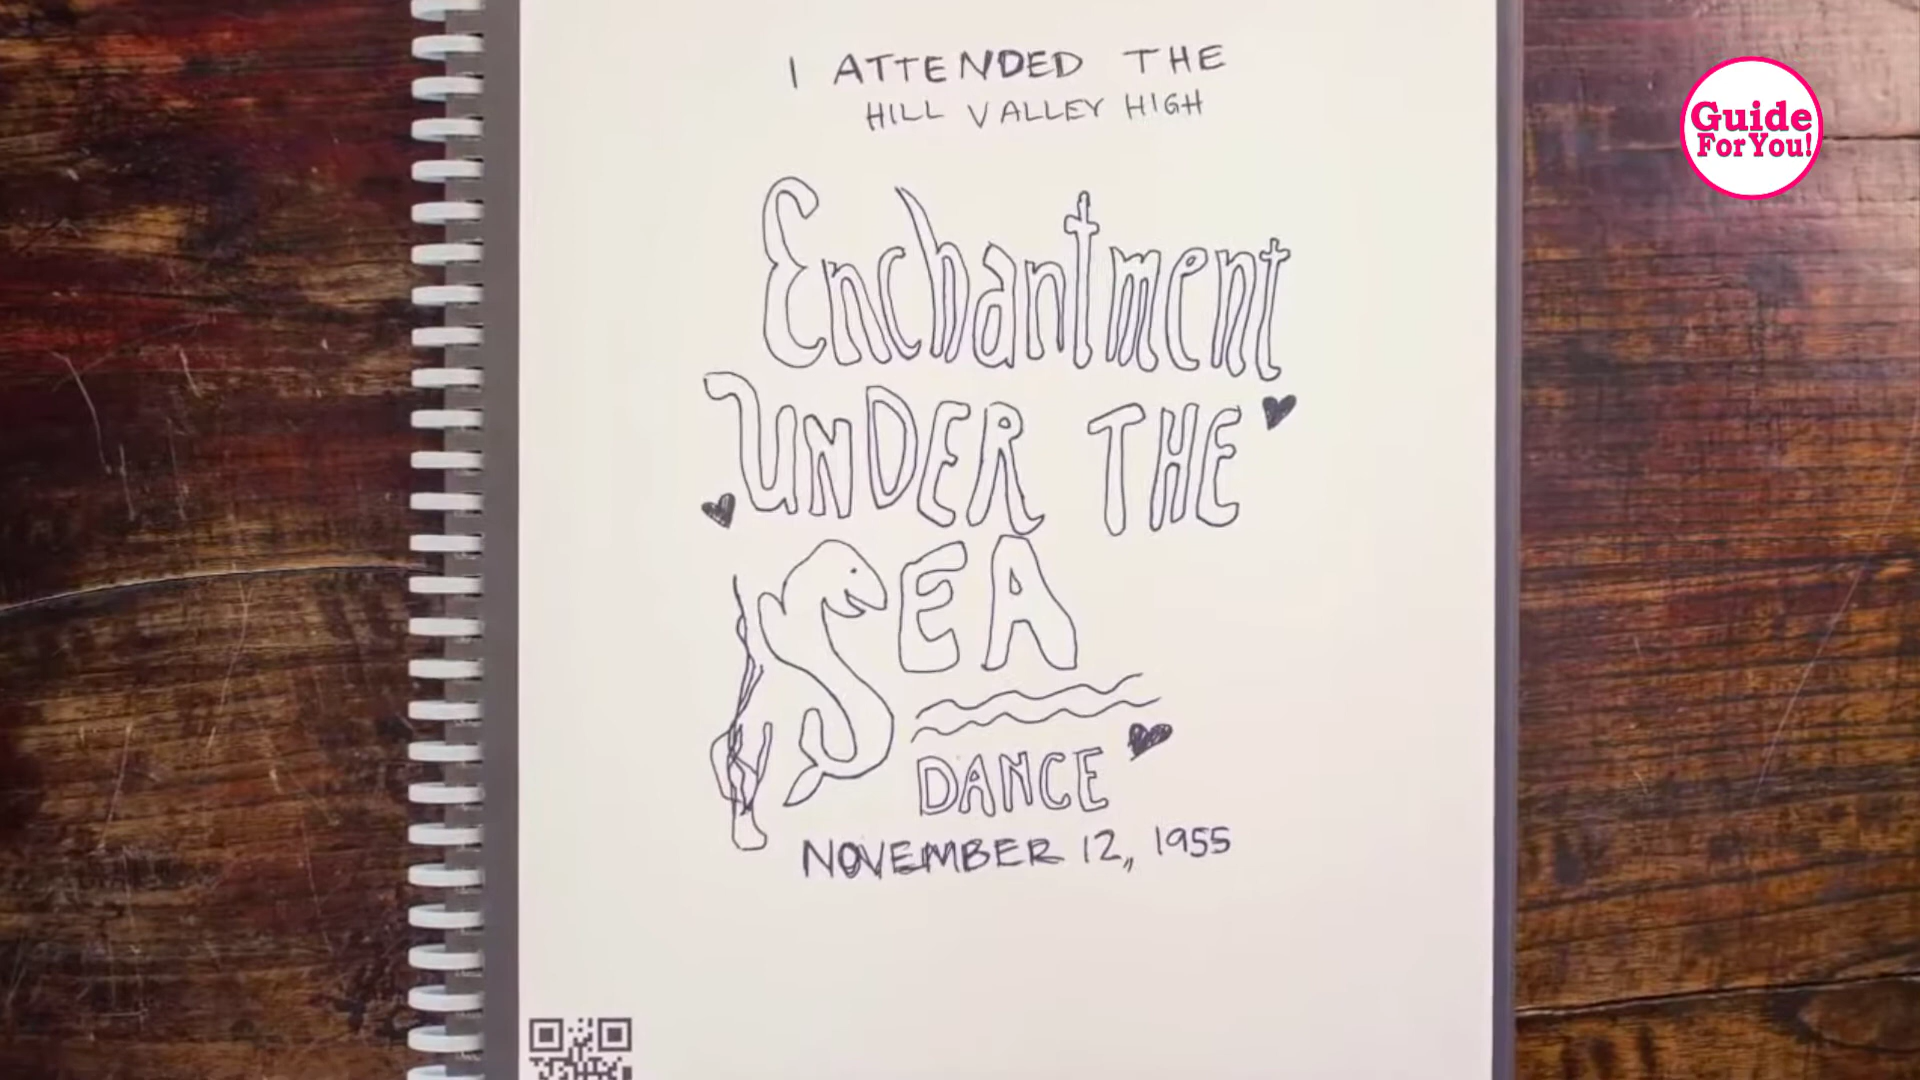 I ATTENDED THE
HILL VALLEY HIGH
Enchantment
UNDER THE
SEA
DANCE
NOVEMBER 12, 1955
Guide
For You!